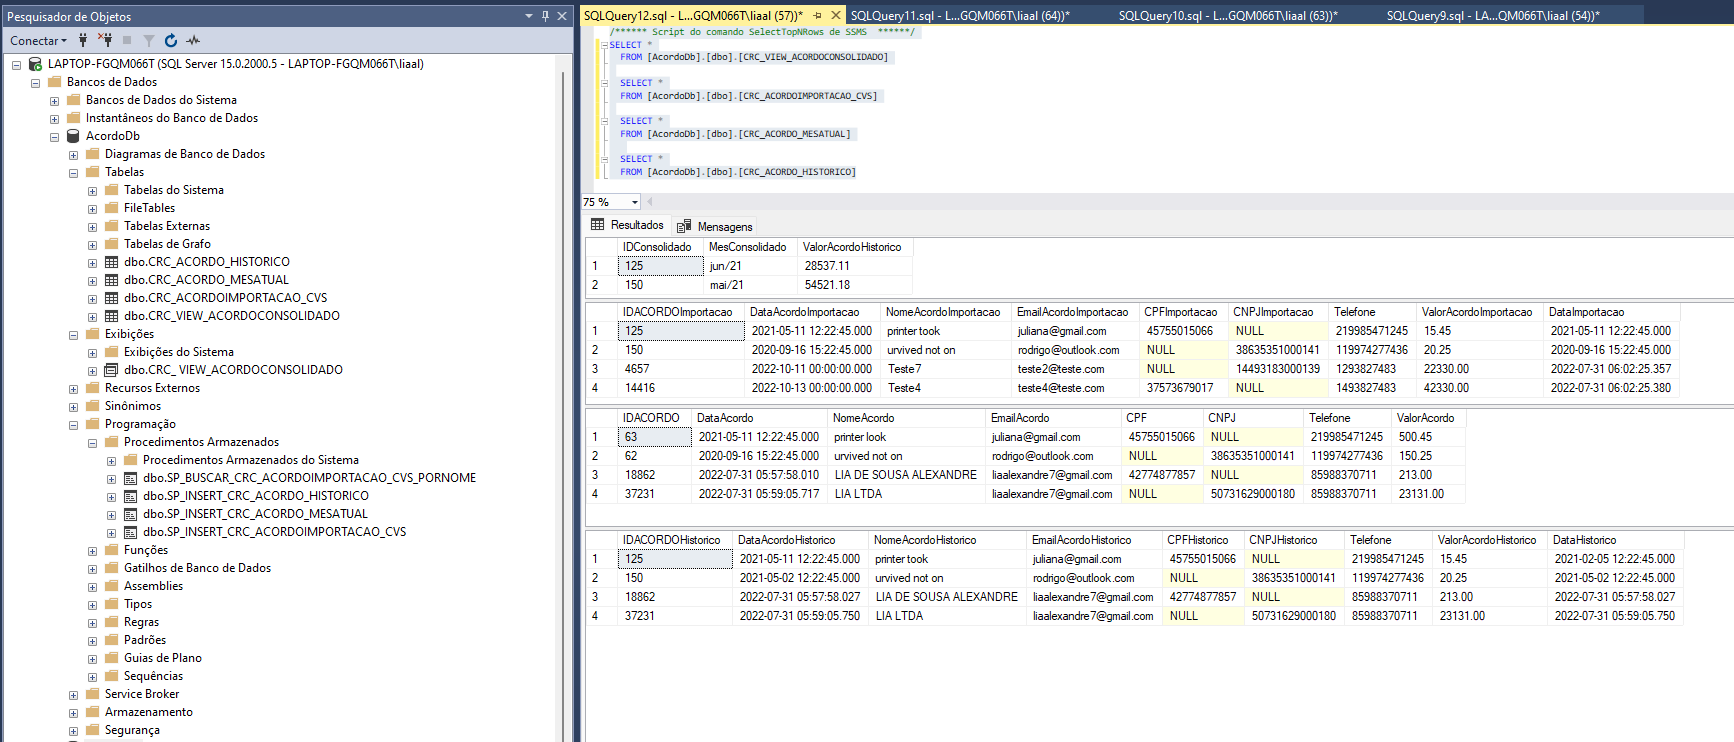 Pesquisador de Objetos
Conectar
LAPTOP-FGQM066T (SQL Server 15.0.2000.5 - LAPTOP-FGQM066T\liaal)
Bancos de Dados
Bancos de Dados do Sistema
Instantâneos do Banco de Dados
AcordoDb
Diagramas de Banco de Dados
Tabelas
Tabelas do Sistema
FileTables
Tabelas Externas
Tabelas de Grafo
dbo.CRC_ACORDO_HISTORICO
dbo.CRC_ACORDO_MESATUAL
dbo.CRC_ACORDOIMPORTACAO_CVS
dbo.CRC_VIEW_ACORDOCONSOLIDADO
Exibições
Exibições do Sistema
dbo.CRC_ VIEW_ACORDOCONSOLIDADO
Recursos Externos
Sinônimos
Programação
Procedimentos Armazenados
Procedimentos Armazenados do Sistema
dbo.SP_BUSCAR_CRC_ACORDOIMPORTACAO_CVS_PORNOME
dbo.SP_INSERT_CRC_ACORDO_HISTORICO
dbo.SP_INSERT_CRC_ACORDO_MESATUAL
dbo.SP_INSERT_CRC_ACORDOIMPORTACAO_CVS
Funções
Gatilhos de Banco de Dados
Assemblies
Tipos
Regras
Padrões
Guias de Plano
Sequências
Service Broker
Armazenamento
Segurança
SQLQuery12.sql - L...GQM066T\liaal (57))* SQLQuery11.sql - L...GQM066T\liaal (64))* SQLQuery10.sql - L...GQM066T\liaal (63))* SQLQuery9.sql - LA...QM066T\liaal (54))*
/****** Script do comando SelectTopNRows de SSMS ******/
SELECT *
FROM [AcordoDb].[dbo].[CRC_VIEW_ACORDOCONSOLIDADO]
SELECT *
FROM [AcordoDb].[dbo].[CRC_ACORDOIMPORTACAO_CVS]
SELECT *
FROM [AcordoDb].[dbo].[CRC_ACORDO_MESATUAL]
SELECT *
FROM [AcordoDb].[dbo].[CRC_ACORDO_HISTORICO]
75 %
Resultados Mensagens
IDConsolidado MesConsolidado ValorAcordoHistorico
1 125 jun/21 28537.11
2 150 mai/21 54521.18
IDACORDOImportacao DataAcordoImportacao NomeAcordoImportacao EmailAcordoImportacao CPFImportacao CNPJImportacao Telefone ValorAcordoImportacao DataImportacao
1 125 2021-05-11 12:22:45.000 printer took juliana@gmail.com 45755015066 NULL 219985471245 15.45 2021-05-11 12:22:45.000
2 150 2020-09-16 15:22:45.000 urvived not on rodrigo@outlook.com NULL 38635351000141 119974277436 20.25 2020-09-16 15:22:45.000
3 4657 2022-10-11 00:00:00.000 Teste7 teste2@teste.com NULL 14493183000139 1293827483 22330.00 2022-07-31 06:02:25.357
4 14416 2022-10-13 00:00:00.000 Teste4 teste4@teste.com 37573679017 NULL 1493827483 42330.00 2022-07-31 06:02:25.380
IDACORDO DataAcordo NomeAcordo EmailAcordo CPF CNPJ Telefone ValorAcordo
1 63 2021-05-11 12:22:45.000 printer look juliana@gmail.com 45755015066 NULL 219985471245 500.45
2 62 2020-09-16 15:22:45.000 urvived not on rodrigo@outlook.com NULL 38635351000141 119974277436 150.25
3 18862 2022-07-31 05:57:58.010 LIA DE SOUSA ALEXANDRE liaalexandre7@gmail.com 42774877857 NULL 85988370711 213.00
4 37231 2022-07-31 05:59:05.717 LIA LTDA liaalexandre7@gmail.com NULL 50731629000180 85988370711 23131.00
IDACORDOHistorico DataAcordoHistorico NomeAcordoHistorico EmailAcordoHistorico CPFHistorico CNPJHistorico Telefone ValorAcordoHistorico DataHistorico
1 125 2021-05-11 12:22:45.000 printer took juliana@gmail.com 45755015066 NULL 219985471245 15.45 2021-02-05 12:22:45.000
2 150 2021-05-02 12:22:45.000 urvived not on rodrigo@outlook.com NULL 38635351000141 119974277436 20.25 2021-05-02 12:22:45.000
3 18862 2022-07-31 05:57:58.027 LIA DE SOUSA ALEXANDRE liaalexandre7@gmail.com 42774877857 NULL 85988370711 213.00 2022-07-31 05:57:58.027
4 37231 2022-07-31 05:59:05.750 LIA LTDA liaalexandre7@gmail.com NULL 50731629000180 85988370711 23131.00 2022-07-31 05:59:05.750